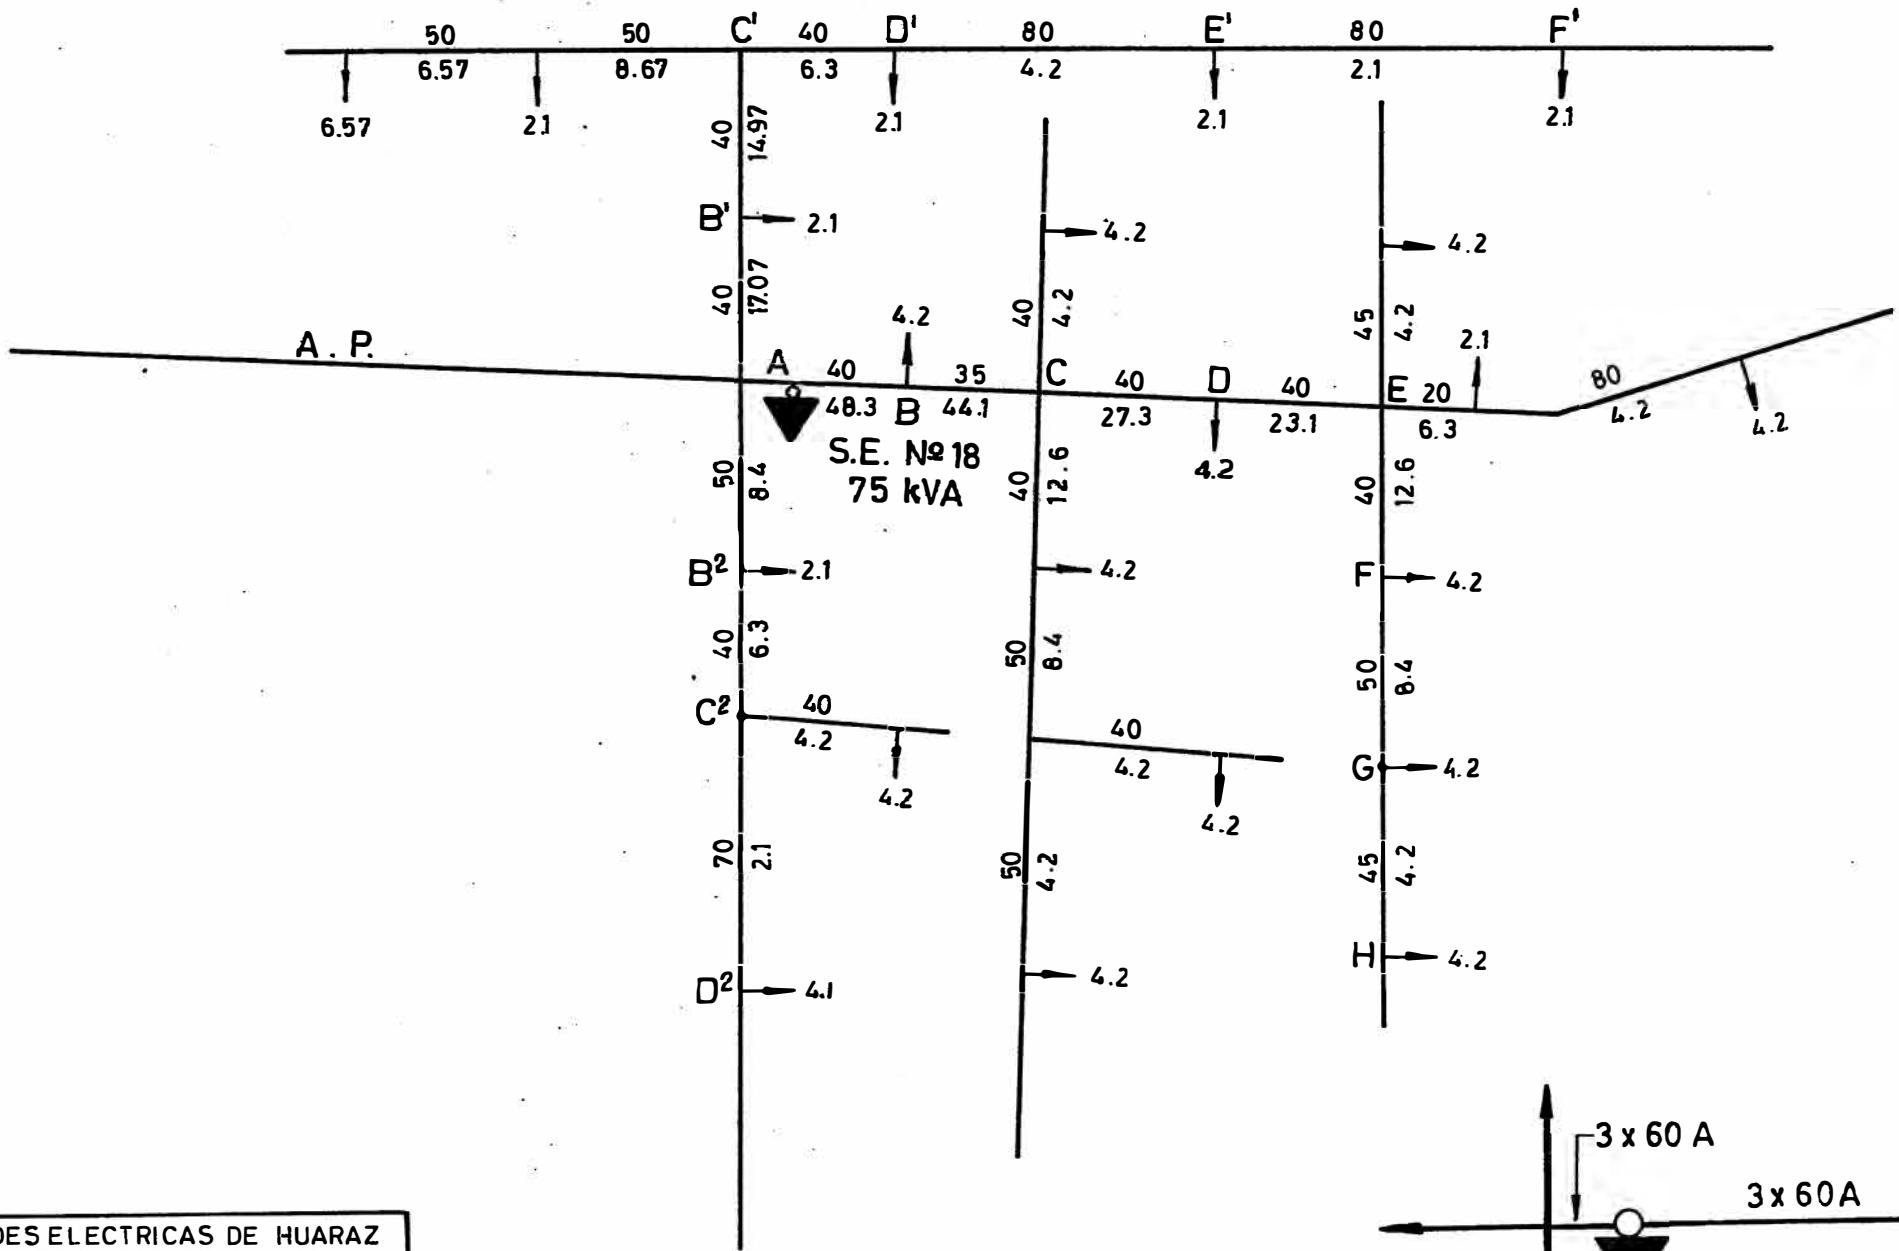 50 50 C¹ 40 D¹ 80 E¹ 80 F¹
6.57 8.67 6.3 4.2 2.1
6.57 2.1 2.1 2.1 2.1
40 14.97
B¹ 2.1 4.2 4.2
40 17.07 40 4.2 45 4.2
A.P. A 40 4.2 35 C 40 D 40 E 20 2.1 80
48.3 B 44.1 27.3 23.1 6.3 4.2 4.2
S.E. Nº 18
75 kVA
4.2
50 8.4 40 12.6 40 12.6
B² 2.1 4.2 F 4.2
40 6.3 50 8.4 50 8.4
C² 40 40
4.2 4.2 G 4.2
4.2 4.2
70 2.1 50 4.2 45 4.2
D² 4.1 4.2 H 4.2
3 x 60 A
3 x 60 A
DES ELECTRICAS DE HUARAZ